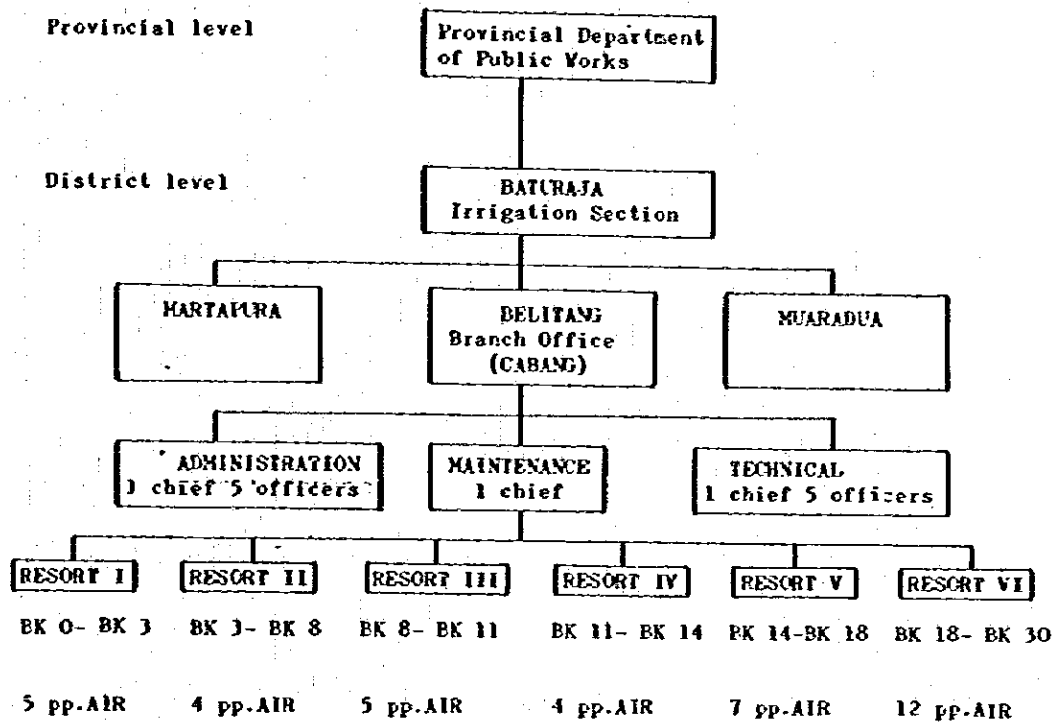 Provincial level
Provincial Department
of Public Works
District level
BATURAJA
Irrigation Section
MARTAPURA
BELITANG
Branch Office
(CABANG)
MUARADUA
ADMINISTRATION
1 chief 5 officers
MAINTENANCE
1 chief
TECHNICAL
1 chief 5 officers
RESORT I
RESORT II
RESORT III
RESORT IV
RESORT V
RESORT VI
BK 0- BK 3
BK 3- BK 8
BK 8- BK 11
BK 11- BK 14
BK 14-BK 18
BK 18- BK 30
5 pp.AIR
4 pp.AIR
5 pp.AIR
4 pp.AIR
7 pp.AIR
12 pp.AIR